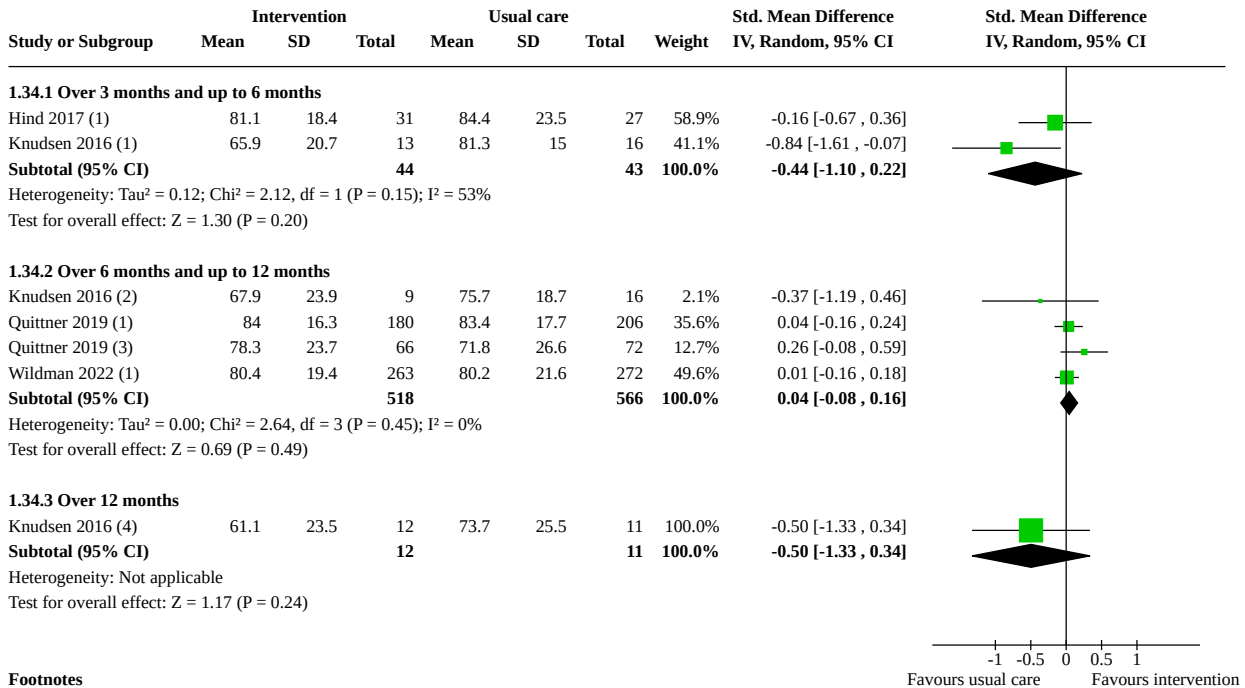 Intervention Usual care Std. Mean Difference Std. Mean Difference
Study or Subgroup Mean SD Total Mean SD Total Weight IV, Random, 95% CI IV, Random, 95% CI
1.34.1 Over 3 months and up to 6 months
Hind 2017 (1) 81.1 18.4 31 84.4 23.5 27 58.9% -0.16 [-0.67 , 0.36]
Knudsen 2016 (1) 65.9 20.7 13 81.3 15 16 41.1% -0.84 [-1.61 , -0.07]
Subtotal (95% CI) 44 43 100.0% -0.44 [-1.10 , 0.22]
Heterogeneity: Tau² = 0.12; Chi² = 2.12, df = 1 (P = 0.15); I² = 53%
Test for overall effect: Z = 1.30 (P = 0.20)
1.34.2 Over 6 months and up to 12 months
Knudsen 2016 (2) 67.9 23.9 9 75.7 18.7 16 2.1% -0.37 [-1.19 , 0.46]
Quittner 2019 (1) 84 16.3 180 83.4 17.7 206 35.6% 0.04 [-0.16 , 0.24]
Quittner 2019 (3) 78.3 23.7 66 71.8 26.6 72 12.7% 0.26 [-0.08 , 0.59]
Wildman 2022 (1) 80.4 19.4 263 80.2 21.6 272 49.6% 0.01 [-0.16 , 0.18]
Subtotal (95% CI) 518 566 100.0% 0.04 [-0.08 , 0.16]
Heterogeneity: Tau² = 0.00; Chi² = 2.64, df = 3 (P = 0.45); I² = 0%
Test for overall effect: Z = 0.69 (P = 0.49)
1.34.3 Over 12 months
Knudsen 2016 (4) 61.1 23.5 12 73.7 25.5 11 100.0% -0.50 [-1.33 , 0.34]
Subtotal (95% CI) 12 11 100.0% -0.50 [-1.33 , 0.34]
Heterogeneity: Not applicable
Test for overall effect: Z = 1.17 (P = 0.24)
-1 -0.5 0 0.5 1
Footnotes Favours usual care Favours intervention